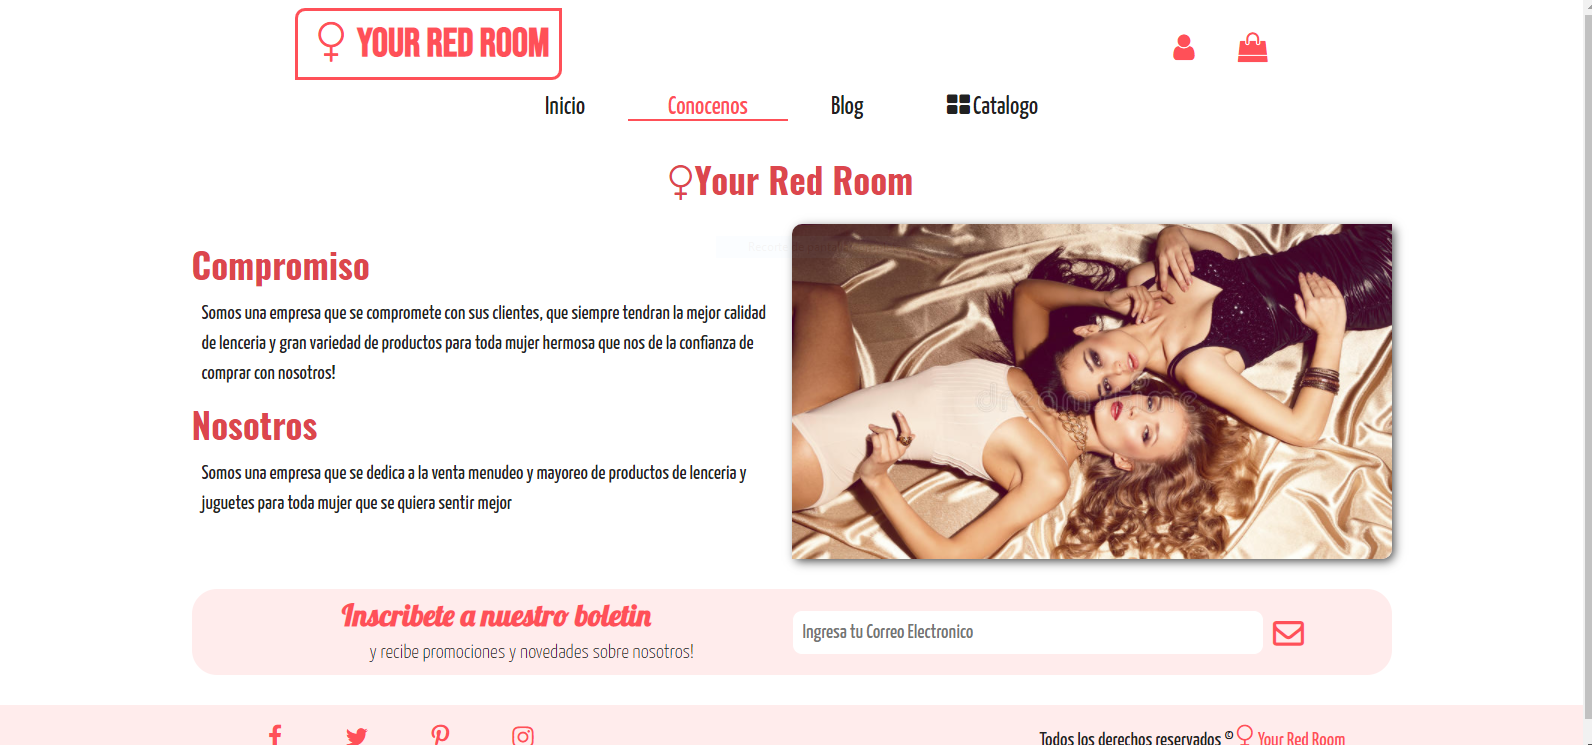 YOUR RED ROOM
Inicio
Conocenos
Blog
Catalogo
Your Red Room
Compromiso
Somos una empresa que se compromete con sus clientes, que siempre tendran la mejor calidad
de lenceria y gran variedad de productos para toda mujer hermosa que nos de la confianza de
comprar con nosotros!
Nosotros
Somos una empresa que se dedica a la venta menudeo y mayoreo de productos de lenceria y
juguetes para toda mujer que se quiera sentir mejor
dreamstime
Inscribete a nuestro boletin
y recibe promociones y novedades sobre nosotros!
Ingresa tu Correo Electronico
Todos los derechos reservados © Your Red Room